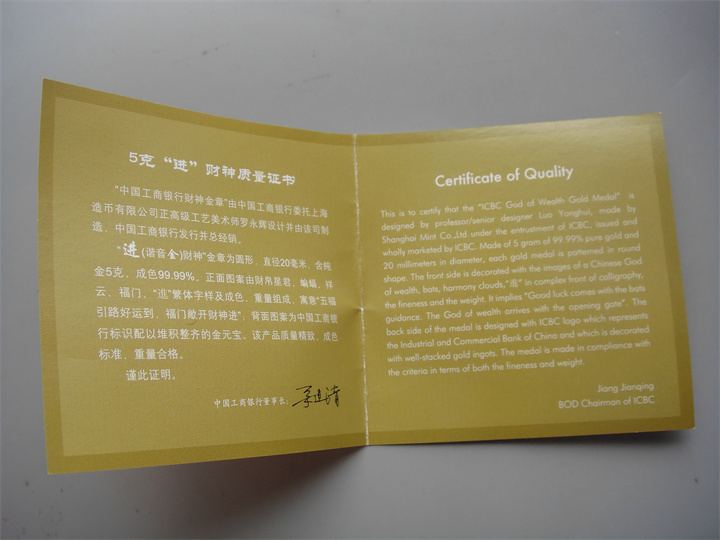 5克“进”财神质量证书
“中国工商银行财神金章”由中国工商银行委托上海
造币有限公司正高级工艺美术师罗永辉设计并由该司制
造、中国工商银行发行并总经销。
“进(谐音金)财神”金章为圆形，直径20毫米，含纯
金5克，成色99.99%。正面图案由财帛星君、蝙蝠、祥
云、福门、“進”繁体字样及成色、重量组成，寓意“五福
引路好运到，福门敞开财神进”，背面图案为中国工商银
行标识配以堆积整齐的金元宝。该产品质量精致，成色
标准，重量合格。
谨此证明。
中国工商银行董事长：姜建清
Certificate of Quality
This is to certify that the “ICBC God of Wealth Gold Medal” is
designed by professor/senior designer Luo Yonghui, made by
Shanghai Mint Co.,Ltd under the entrustment of ICBC, issued and
wholly marketed by ICBC. Made of 5 gram of 99.99% pure gold and
20 millimeters in diameter, each gold medal is patterned in round
shape. The front side is decorated with the images of a Chinese God
of wealth, bats, harmony clouds,“進” in complex front of calligraphy,
the fineness and the weight. It implies “Good luck comes with the bats
guidance. The God of wealth arrives with the opening gate”. The
back side of the medal is designed with ICBC logo which represents
the Industrial and Commercial Bank of China and which is decorated
with well-stacked gold ingots. The medal is made in compliance with
the criteria in terms of both the fineness and weight.
Jiang Jianqing
BOD Chairman of ICBC